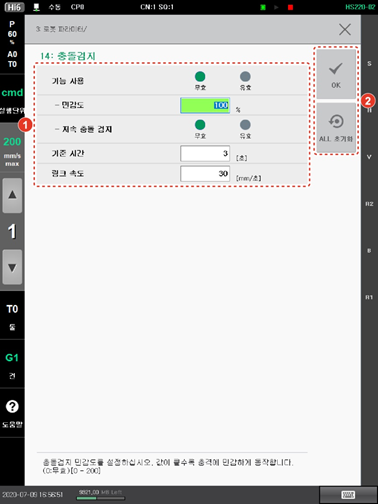 Hi6 수동 CP0 CN:1 SQ:1 HS220-02
P
60
%
A0
T0
cmd
실행단위
200
mm/s
max
1
T0
툴
G1
건
도움말
3 로봇 파라미터/
14: 충돌검지
기능 사용
무효 유효
- 민감도 100 %
- 저속 충돌 검지
무효 유효
기준 시간 3 [초]
링크 속도 30 [mm/초]
1
2
OK
ALL 초기화
S
H
R2
B
R1
충돌검지 민감도를 설정하십시오. 값이 클수록 충격에 민감하게 동작합니다.
(0:무효)[0 - 200]
2020-07-09 16:56:51